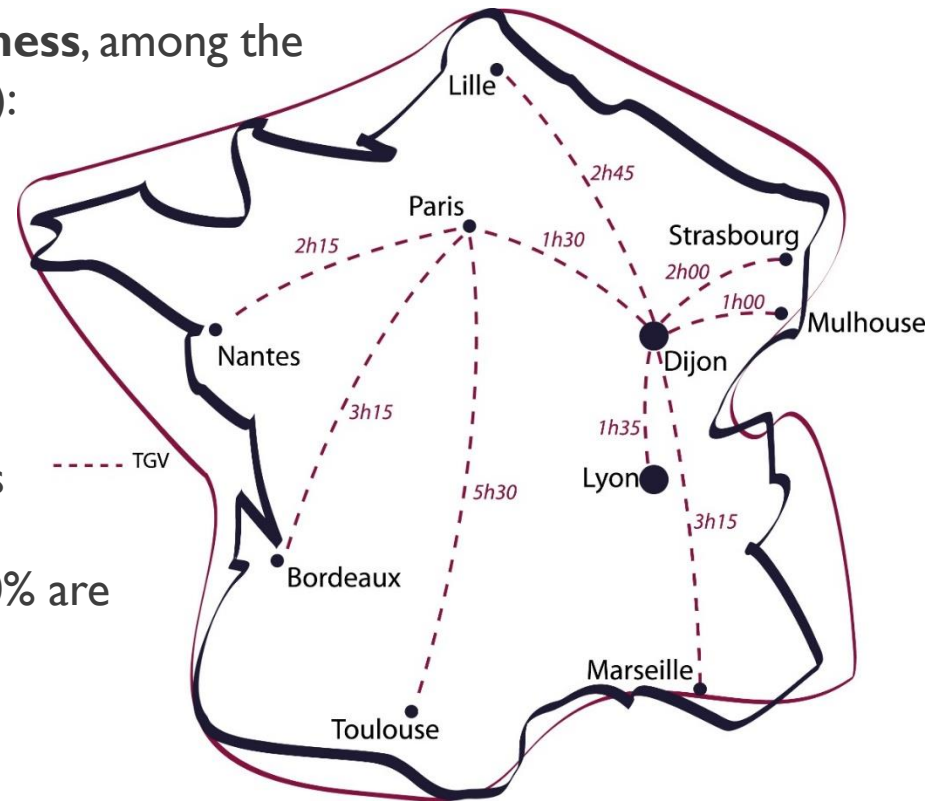 ness, among the
):
Lille
2h45
Paris
1h30
Strasbourg
2h15
2h00
1h00
Mulhouse
Nantes
Dijon
3h15
1h35
TGV
s
Lyon
5h30
3h15
Bordeaux
% are
Marseille
Toulouse